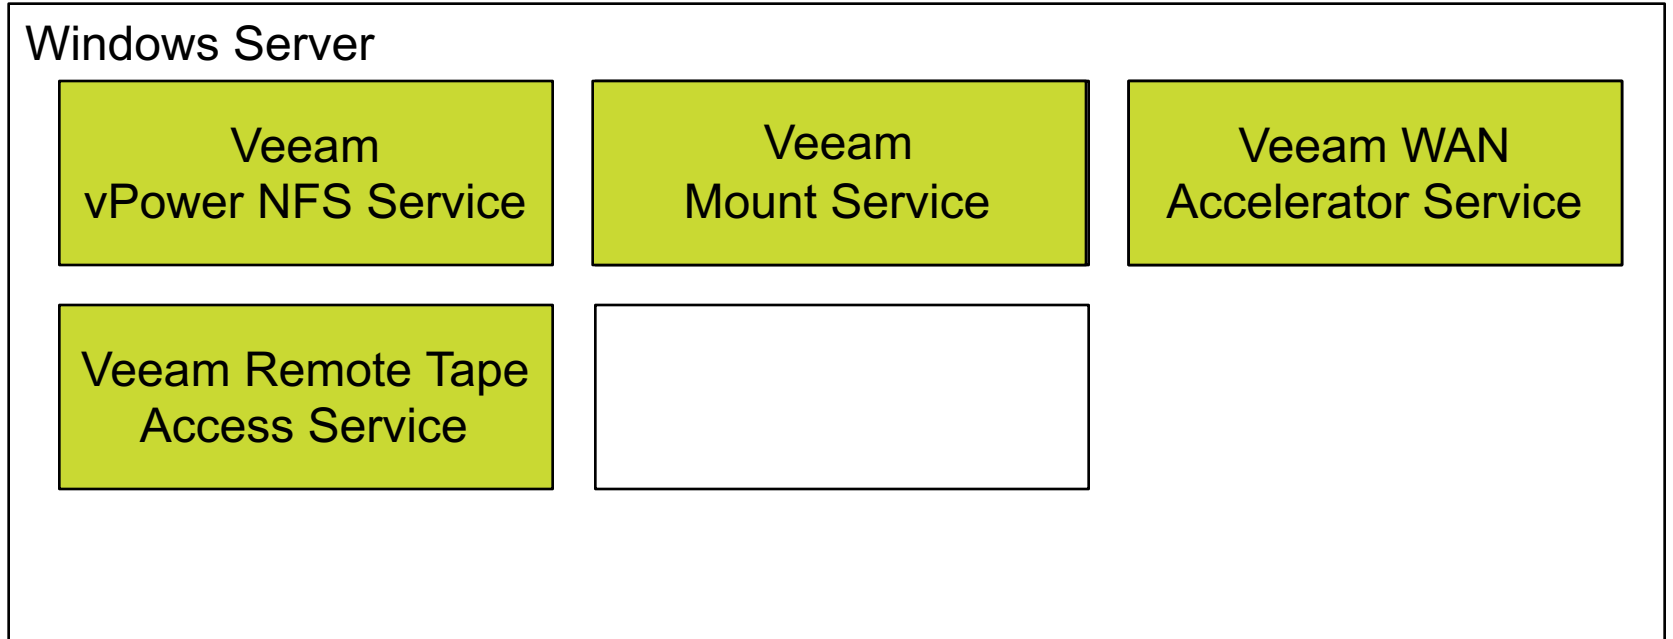 Windows Server
Veeam
vPower NFS Service
Veeam
Mount Service
Veeam WAN
Accelerator Service
Veeam Remote Tape
Access Service